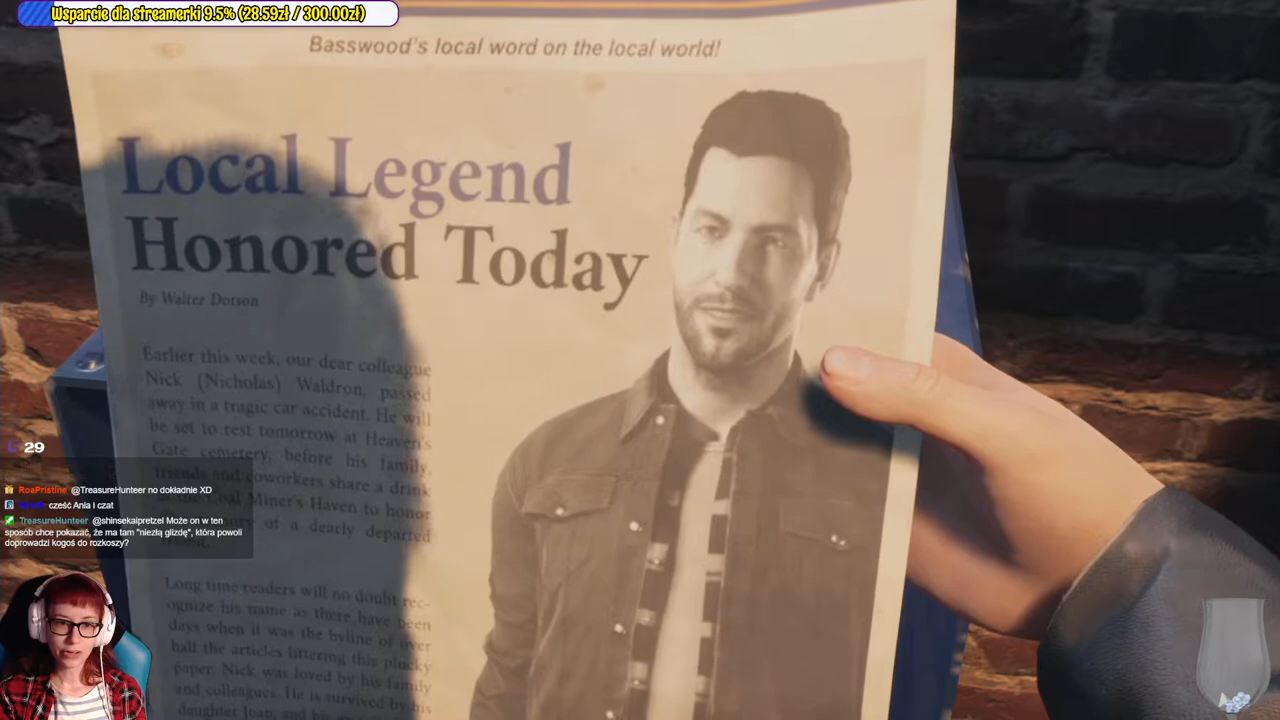 Wsparcie dla streamerki 9.5% (28.59zł / 300.00zł)
Basswood's local word on the local world!
Local Legend
Honored Today
By Walter Dotson
Earlier this week, our dear colleague
Nick (Nicholas) Waldron, passed
away in a tragic car accident. He will
be set to rest tomorrow at Heaven's
Gate cemetery, before his family,
friends and coworkers share a drink
Coal Miner's Haven to honor
of a dearly departed
Long time readers will no doubt rec-
ognize his name as there have been
days when it was the byline of over
half the articles littering this plucky
paper. Nick was loved by his family
and colleagues. He is survived by his
daughter Joan, and his
29
RoaPristine @TreasureHunteer no dokładnie XD
cześć Ania i czat
TreasureHunteer @shinsekaipretzel Może on w ten
sposób chce pokazać, że ma tam "niezłą glizdę", która powoli
doprowadzi kogoś do rozkoszy?